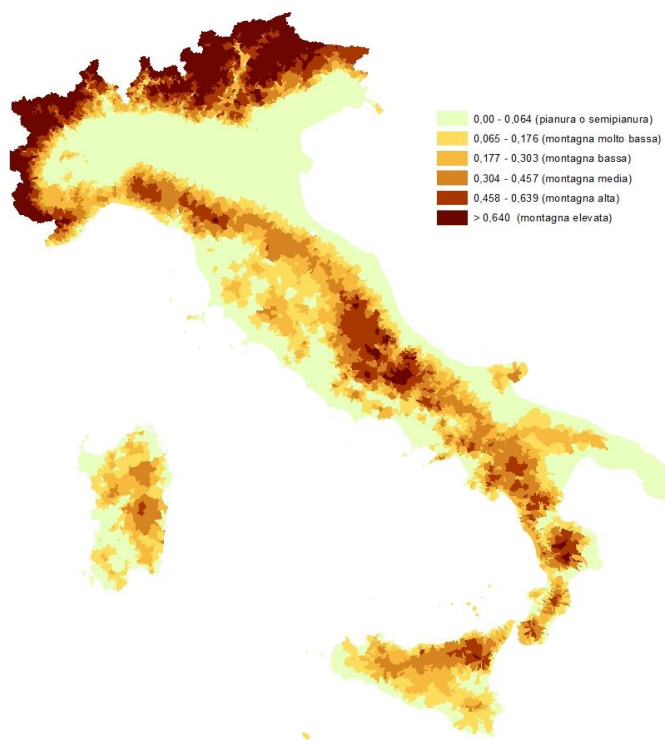 0,00 - 0,064 (pianura o semipianura)
0,065 - 0,176 (montagna molto bassa)
0,177 - 0,303 (montagna bassa)
0,304 - 0,457 (montagna media)
0,458 - 0,639 (montagna alta)
> 0,640 (montagna elevata)